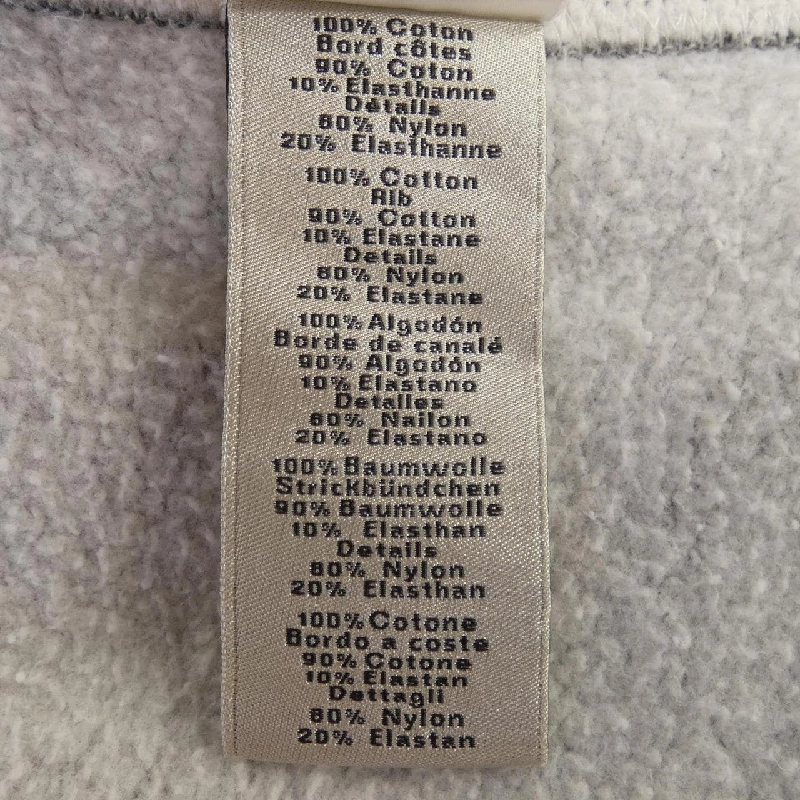 100% Coton
Bord côtes
90% Coton
10% Elasthanne
Détails
80% Nylon
20% Elasthanne
100% Cotton
Rib
90% Cotton
10% Elastane
Details
80% Nylon
20% Elastane
100% Algodón
Borde de canalé
90% Algodón
10% Elastano
Detalles
80% Nailon
20% Elastano
100% Baumwolle
Strickbündchen
90% Baumwolle
10% Elasthan
Details
80% Nylon
20% Elasthan
100% Cotone
Bordo a coste
90% Cotone
10% Elastan
Dettagli
80% Nylon
20% Elastan